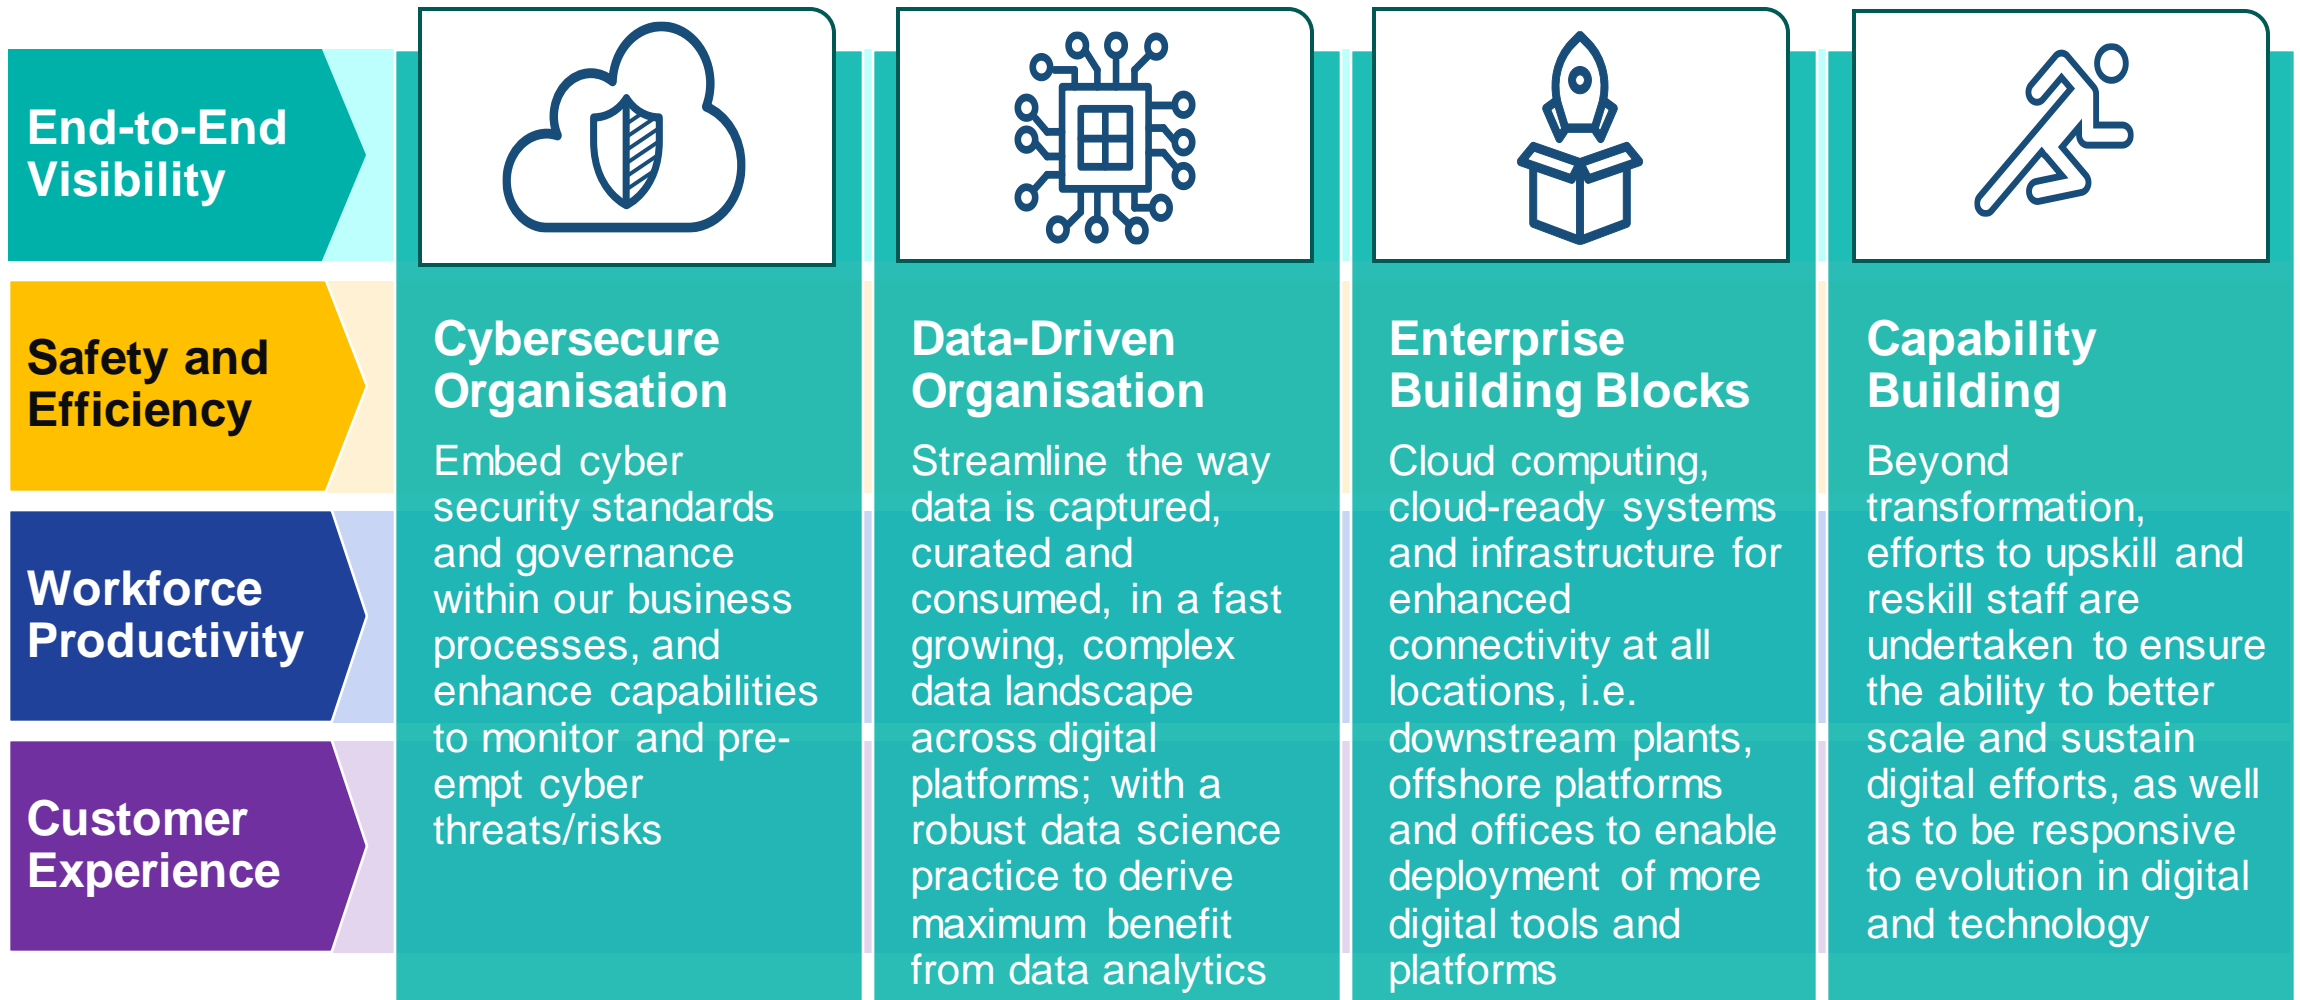 End-to-End
Visibility
Safety and
Efficiency
Workforce
Productivity
Customer
Experience
Cybersecure
Organisation
Embed cyber
security standards
and governance
within our business
processes, and
enhance capabilities
to monitor and pre-
empt cyber
threats/risks
Data-Driven
Organisation
Streamline the way
data is captured,
curated and
consumed, in a fast
growing, complex
data landscape
across digital
platforms; with a
robust data science
practice to derive
maximum benefit
from data analytics
Enterprise
Building Blocks
Cloud computing,
cloud-ready systems
and infrastructure for
enhanced
connectivity at all
locations, i.e.
downstream plants,
offshore platforms
and offices to enable
deployment of more
digital tools and
platforms
Capability
Building
Beyond
transformation,
efforts to upskill and
reskill staff are
undertaken to ensure
the ability to better
scale and sustain
digital efforts, as well
as to be responsive
to evolution in digital
and technology